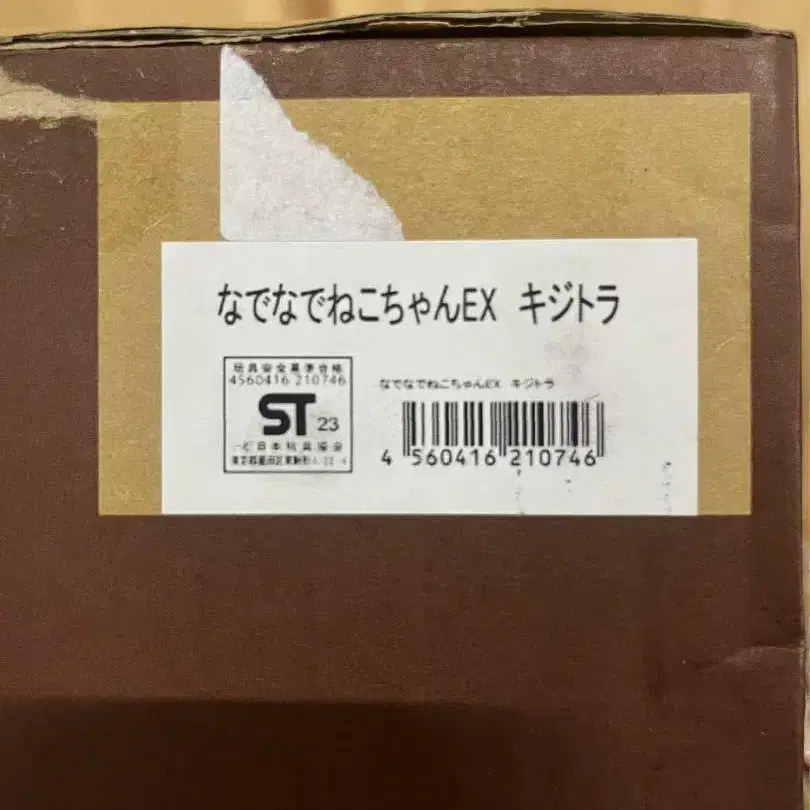 なでなでねこちゃんEX キジトラ
玩具安全基準合格
4560416 210746
ST 23
なでなでねこちゃんEX キジトラ
4 560416 210746